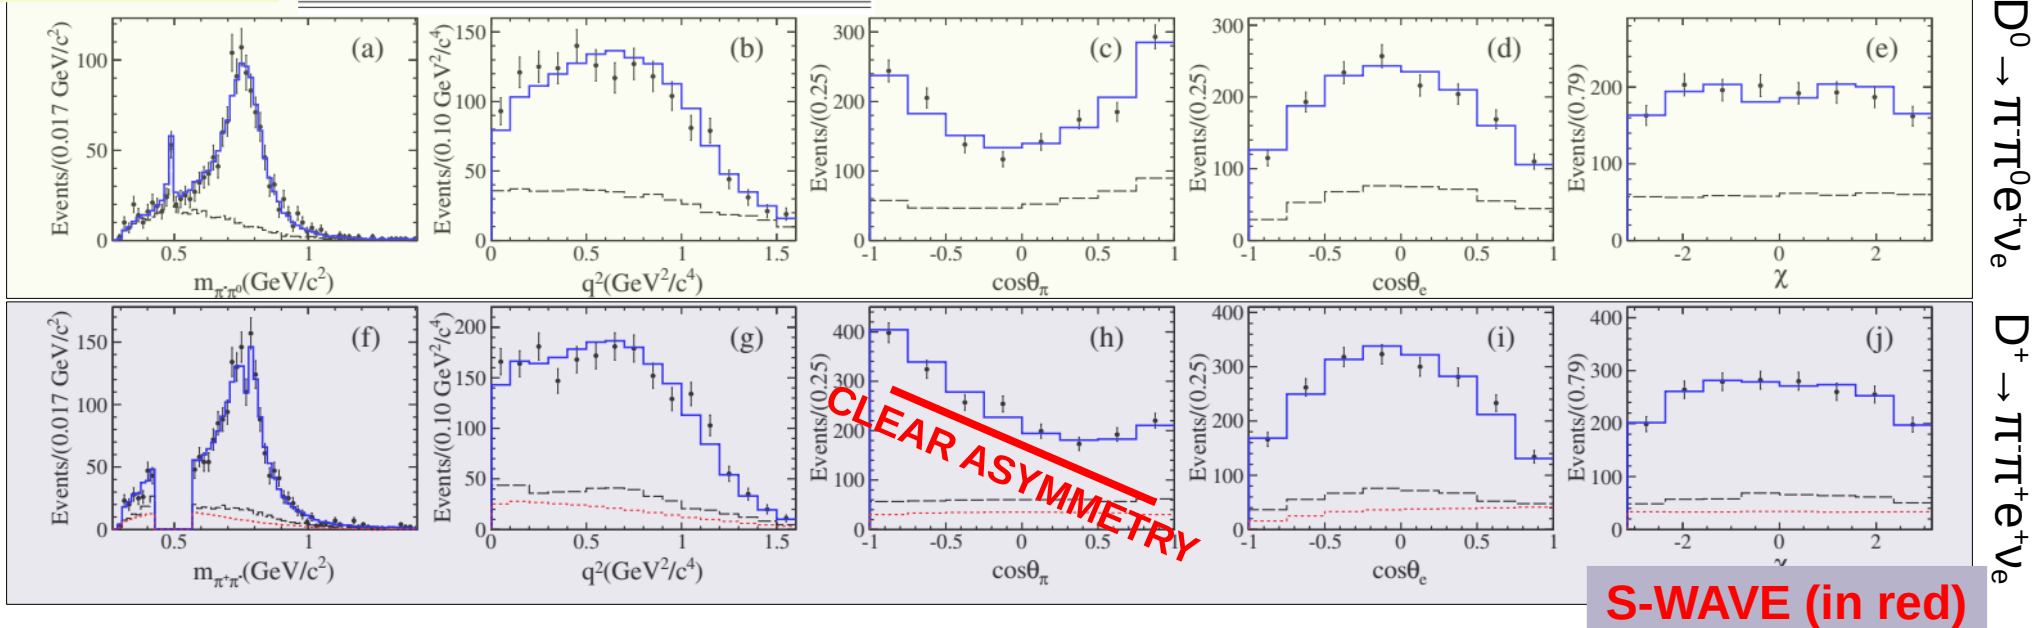 Events/(0.017 GeV/c²)
100
50
0
0.5
1
(a)
m_π⁻π⁰(GeV/c²)
Events/(0.10 GeV²/c⁴)
150
100
50
0
0
0.5
1
1.5
(b)
q²(GeV²/c⁴)
Events/(0.25)
300
200
100
0
-1
-0.5
0
0.5
1
(c)
cosθ_π
Events/(0.25)
300
200
100
0
-1
-0.5
0
0.5
1
(d)
cosθ_e
Events/(0.79)
200
100
0
-2
0
2
(e)
χ
D⁰ → π⁻π⁰e⁺ν_e
Events/(0.017 GeV/c²)
150
100
50
0
0.5
1
(f)
m_π⁺π⁻(GeV/c²)
Events/(0.10 GeV²/c⁴)
200
150
100
50
0
0
0.5
1
1.5
(g)
q²(GeV²/c⁴)
Events/(0.25)
400
300
200
100
0
-1
-0.5
0
0.5
1
(h)
CLEAR ASYMMETRY
cosθ_π
Events/(0.25)
400
300
200
100
0
-1
-0.5
0
0.5
1
(i)
cosθ_e
Events/(0.79)
400
300
200
100
0
-2
0
2
(j)
χ
D⁺ → π⁻π⁺e⁺ν_e
S-WAVE (in red)